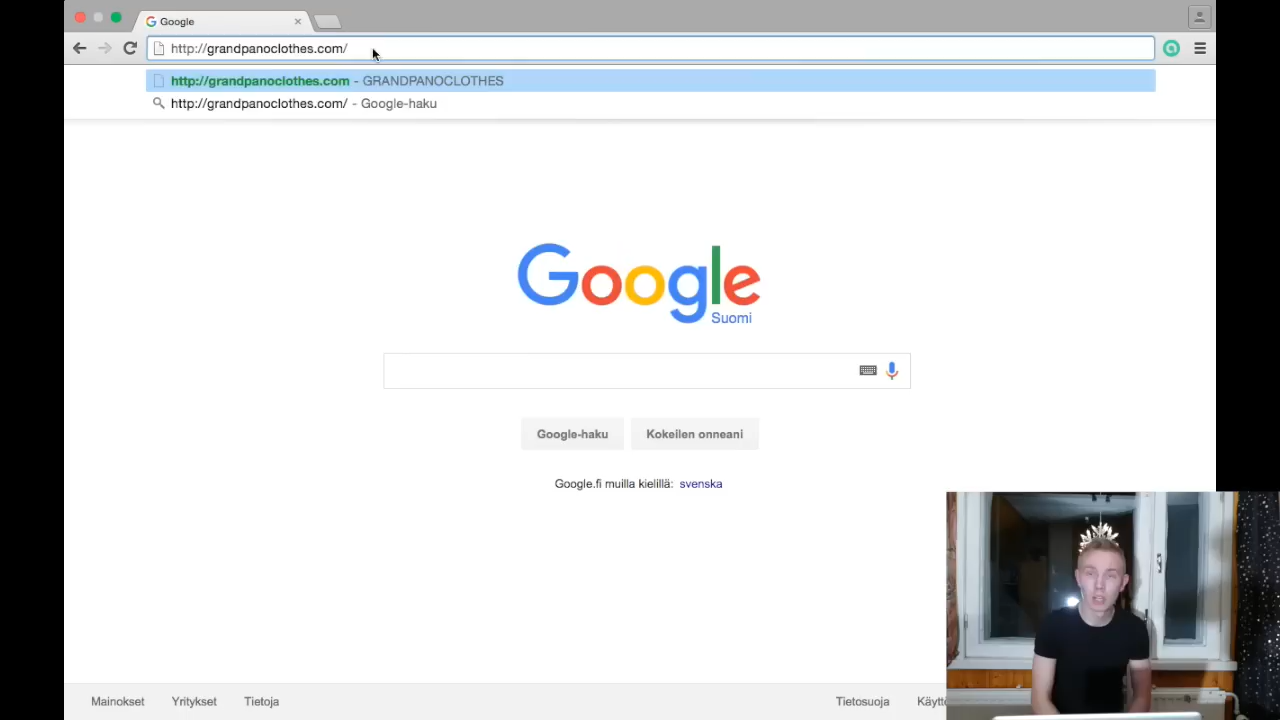 Google
http://grandpanoclothes.com/
http://grandpanoclothes.com - GRANDPANOCLOTHES
http://grandpanoclothes.com/ - Google-haku
Google
Suomi
Google-haku Kokeilen onneani
Google.fi muilla kielillä: svenska
Mainokset Yritykset Tietoja Tietosuoja